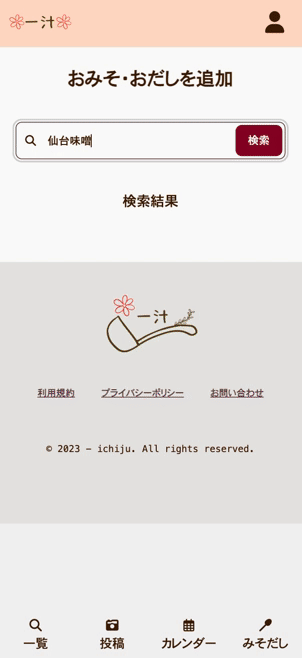 一汁
おみそ・おだしを追加
仙台味噌
検索
検索結果
一汁
利用規約 プライバシーポリシー お問い合わせ
© 2023 - ichiju. All rights reserved.
一覧 投稿 カレンダー みそだし